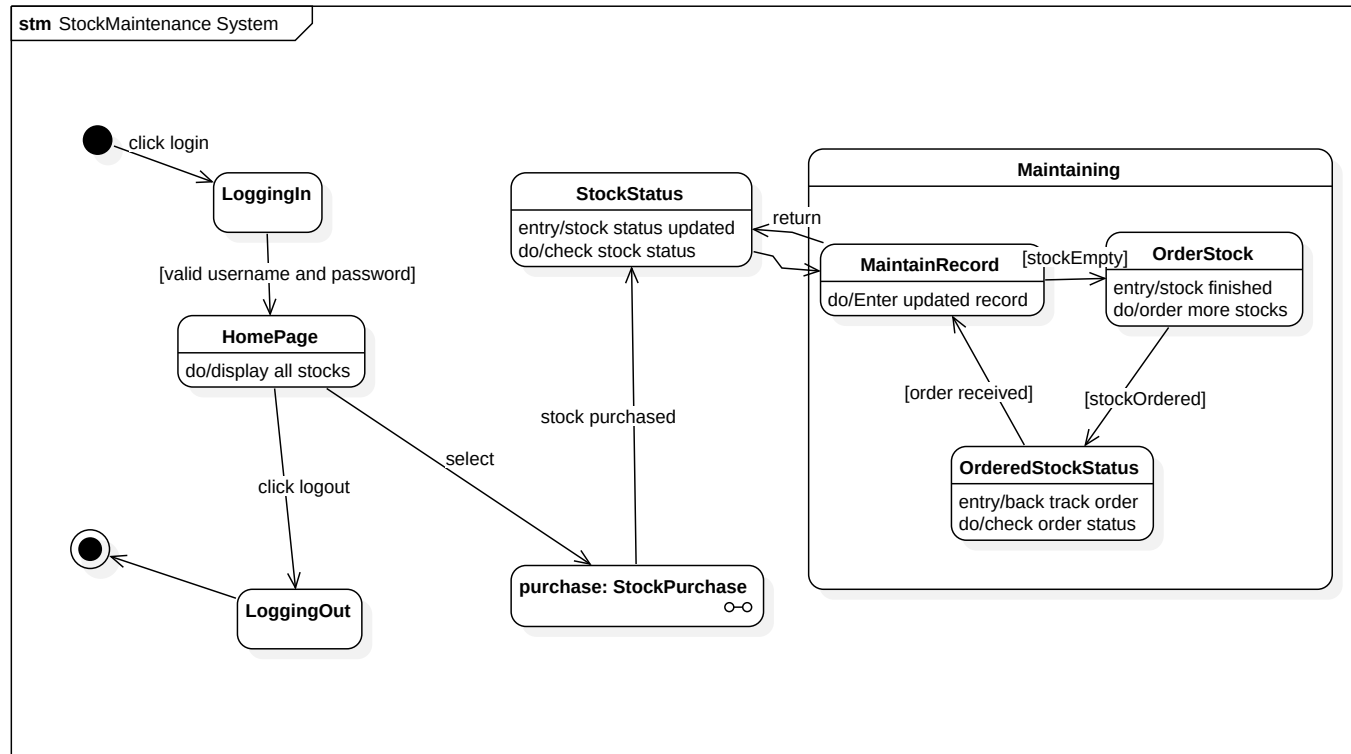 stm StockMaintenance System
click login
LoggingIn
[valid username and password]
HomePage
do/display all stocks
click logout
select
LoggingOut
StockStatus
entry/stock status updated
do/check stock status
stock purchased
purchase: StockPurchase
return
Maintaining
MaintainRecord
do/Enter updated record
[stockEmpty]
OrderStock
entry/stock finished
do/order more stocks
[order received]
[stockOrdered]
OrderedStockStatus
entry/back track order
do/check order status